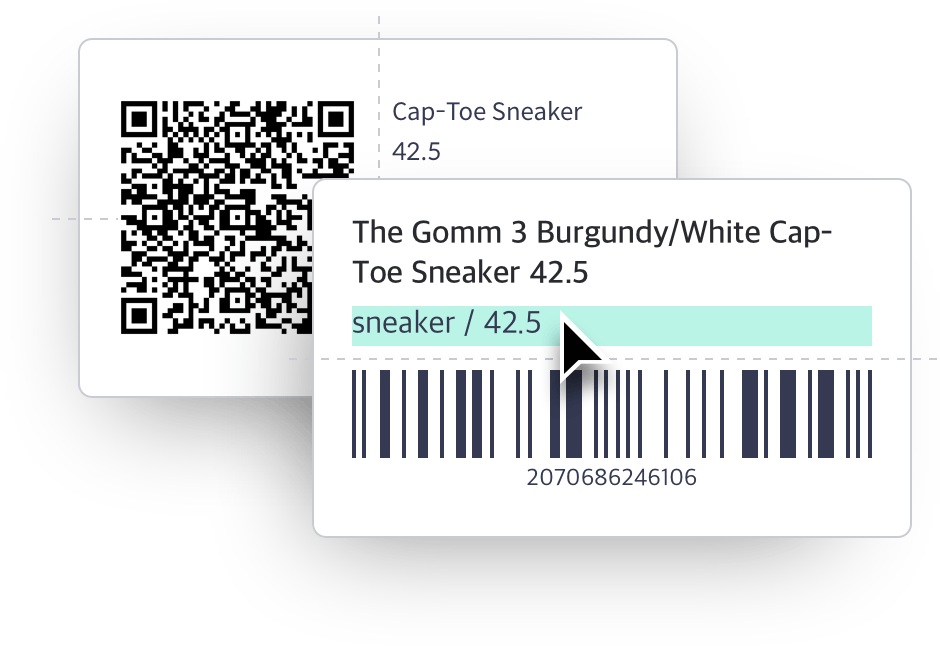 Cap-Toe Sneaker
42.5
The Gomm 3 Burgundy/White Cap-
Toe Sneaker 42.5
sneaker / 42.5
2070686246106